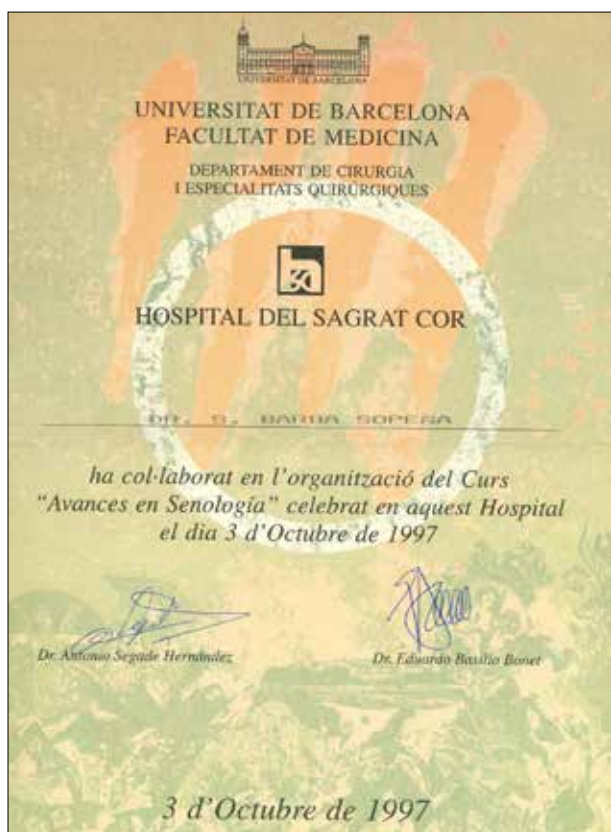 UNIVERSITAT DE BARCELONA
UNIVERSITAT DE BARCELONA
FACULTAT DE MEDICINA
DEPARTAMENT DE CIRURGIA
I ESPECIALITATS QUIRÚRGIQUES
HOSPITAL DEL SAGRAT COR
DR. S. BARBA SOPEÑA
ha col·laborat en l'organització del Curs
"Avances en Senología" celebrat en aquest Hospital
el dia 3 d'Octubre de 1997
Dr. Antonio Segade Hernández
Dr. Eduardo Basilio Bonet
3 d'Octubre de 1997